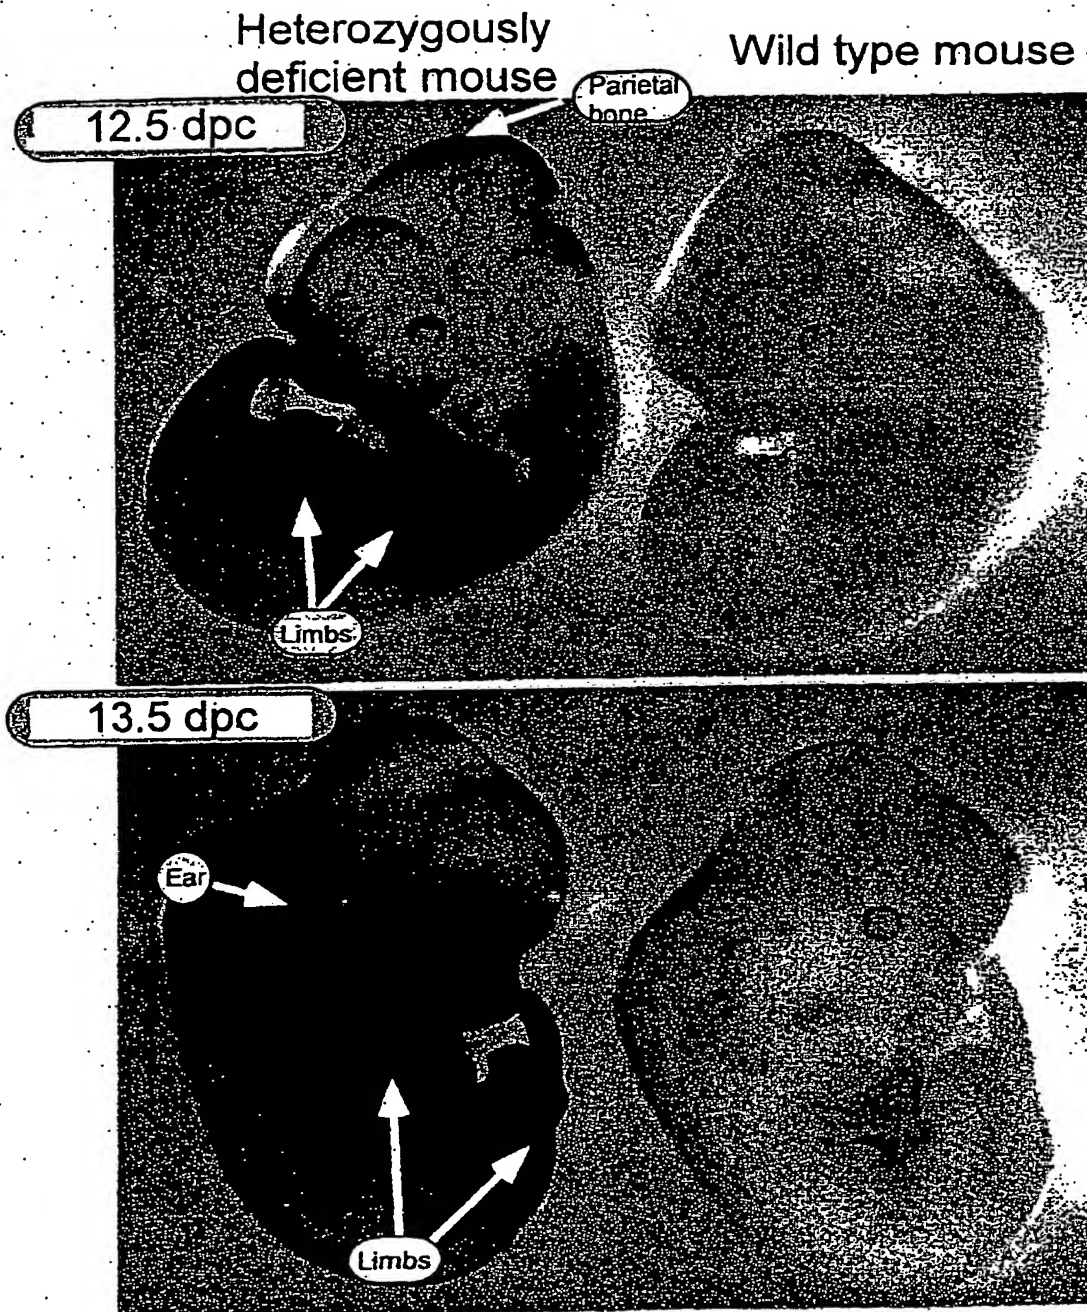 Heterozygously
deficient mouse
Wild type mouse
Parietal
bone
12.5 dpc
Limbs
13.5 dpc
Ear
Limbs